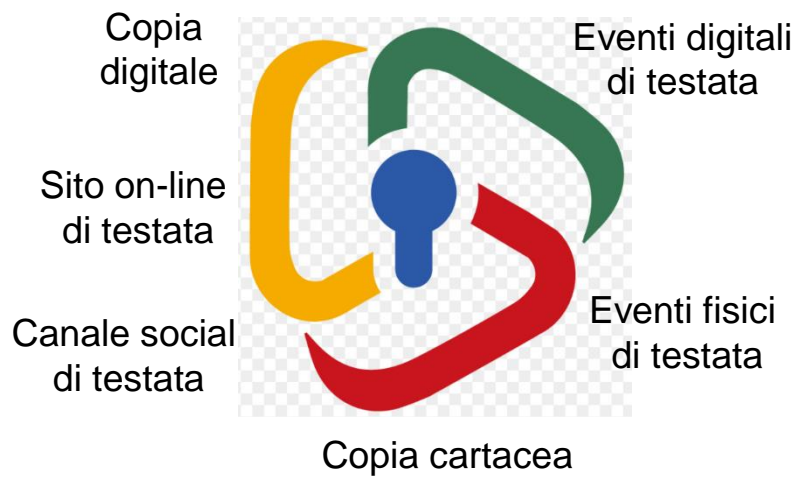 Copia
digitale
Eventi digitali
di testata
Sito on-line
di testata
Canale social
di testata
Eventi fisici
di testata
Copia cartacea